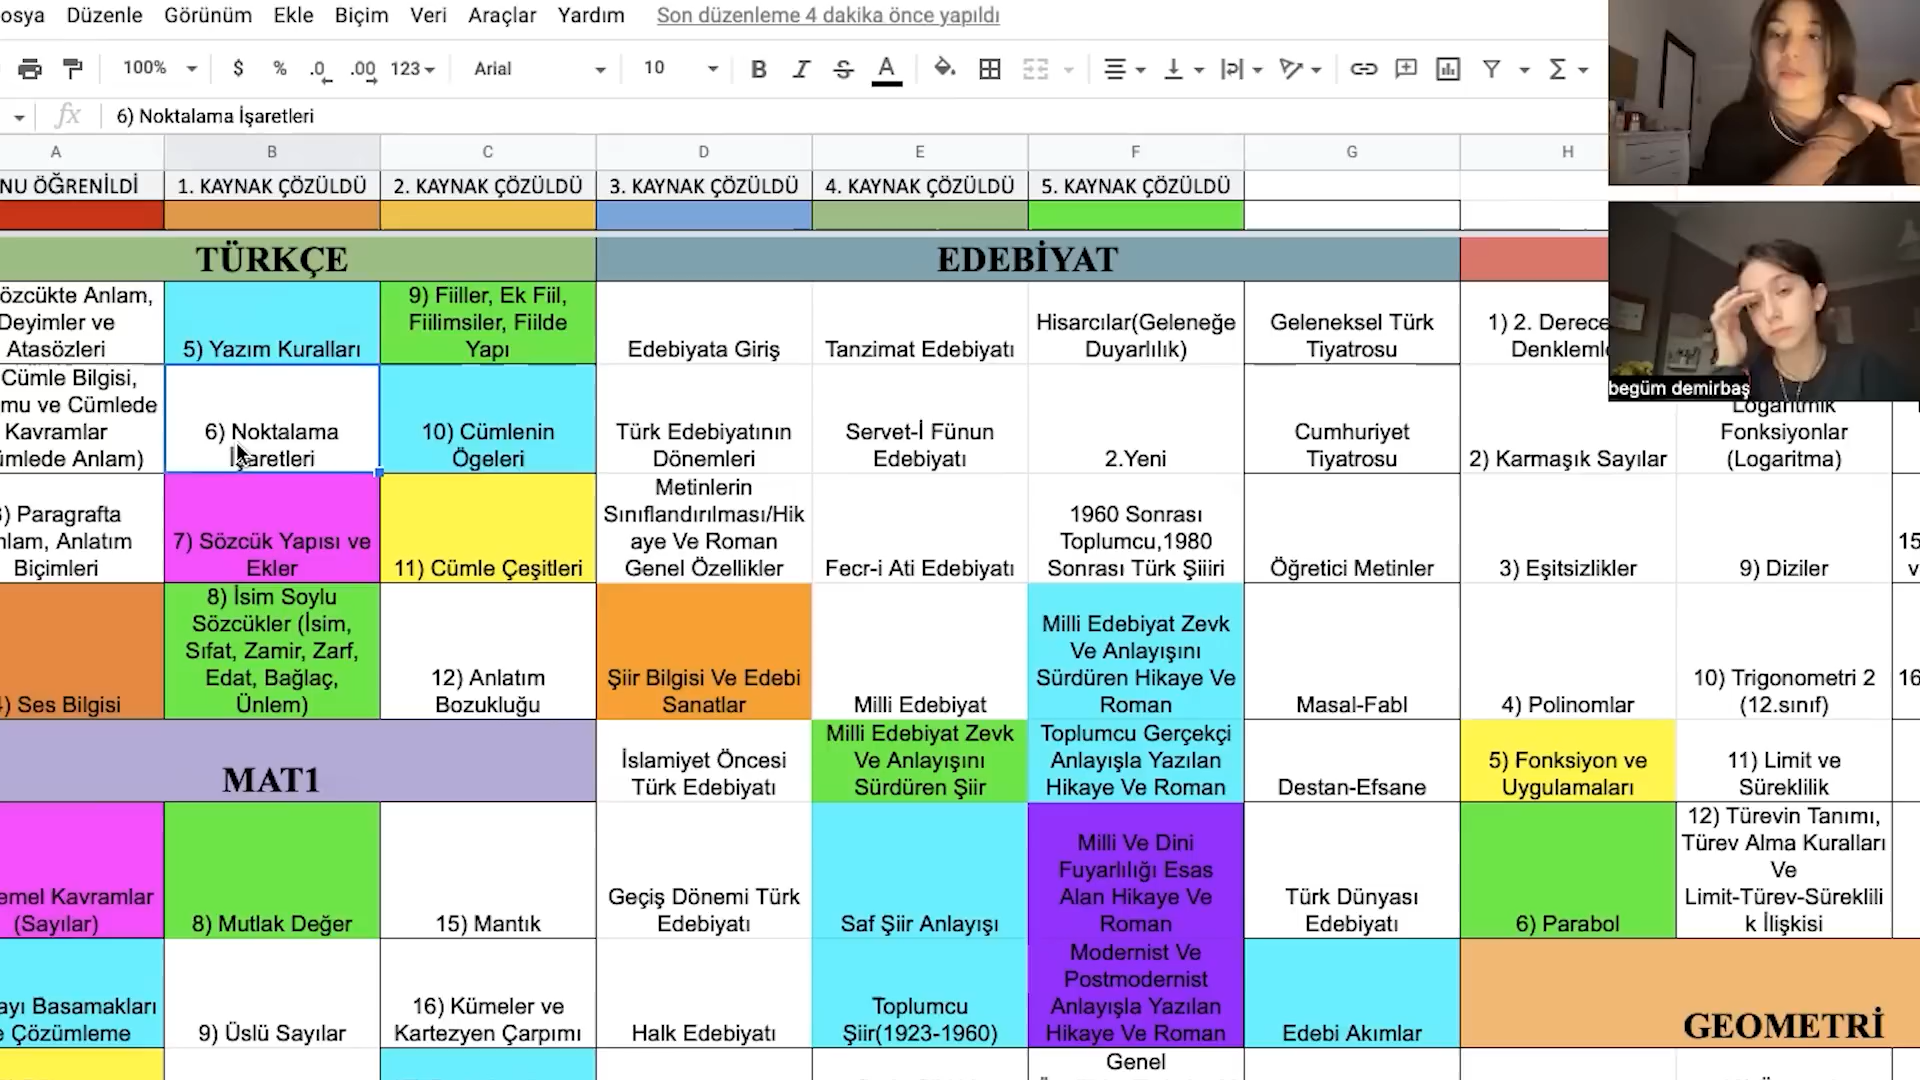 osya Düzenle Görünüm Ekle Biçim Veri Araçlar Yardım Son düzenleme 4 dakika önce yapıldı
100% $ % .0 .00 123 Arial 10 B I S A
fx 6) Noktalama İşaretleri
A B C D E F G H
NU ÖĞRENİLDİ 1. KAYNAK ÇÖZÜLDÜ 2. KAYNAK ÇÖZÜLDÜ 3. KAYNAK ÇÖZÜLDÜ 4. KAYNAK ÇÖZÜLDÜ 5. KAYNAK ÇÖZÜLDÜ
TÜRKÇE EDEBİYAT
özcükte Anlam,
Deyimler ve
Atasözleri
5) Yazım Kuralları
9) Fiiller, Ek Fiil,
Fiilimsiler, Fiilde
Yapı
Edebiyata Giriş
Tanzimat Edebiyatı
Hisarcılar(Geleneğe
Duyarlılık)
Geleneksel Türk
Tiyatrosu
1) 2. Derece
Denkleml
begüm demirbaş
Cümle Bilgisi,
mu ve Cümlede
Kavramlar
ümlede Anlam)
6) Noktalama
İşaretleri
10) Cümlenin
Ögeleri
Türk Edebiyatının
Dönemleri
Servet-İ Fünun
Edebiyatı
2.Yeni
Cumhuriyet
Tiyatrosu
2) Karmaşık Sayılar
Logaritmik
Fonksiyonlar
(Logaritma)
) Paragrafta
nlam, Anlatım
Biçimleri
7) Sözcük Yapısı ve
Ekler
11) Cümle Çeşitleri
Metinlerin
Sınıflandırılması/Hik
aye Ve Roman
Genel Özellikler
Fecr-i Ati Edebiyatı
1960 Sonrası
Toplumcu,1980
Sonrası Türk Şiiiri
Öğretici Metinler
3) Eşitsizlikler
9) Diziler
15
v
) Ses Bilgisi
8) İsim Soylu
Sözcükler (İsim,
Sıfat, Zamir, Zarf,
Edat, Bağlaç,
Ünlem)
12) Anlatım
Bozukluğu
Şiir Bilgisi Ve Edebi
Sanatlar
Milli Edebiyat
Milli Edebiyat Zevk
Ve Anlayışını
Sürdüren Hikaye Ve
Roman
Masal-Fabl
4) Polinomlar
10) Trigonometri 2
(12.sınıf)
16
MAT1
İslamiyet Öncesi
Türk Edebiyatı
Milli Edebiyat Zevk
Ve Anlayışını
Sürdüren Şiir
Toplumcu Gerçekçi
Anlayışla Yazılan
Hikaye Ve Roman
Destan-Efsane
5) Fonksiyon ve
Uygulamaları
11) Limit ve
Süreklilik
emel Kavramlar
(Sayılar)
8) Mutlak Değer
15) Mantık
Geçiş Dönemi Türk
Edebiyatı
Saf Şiir Anlayışı
Milli Ve Dini
Fuyarlılığı Esas
Alan Hikaye Ve
Roman
Türk Dünyası
Edebiyatı
6) Parabol
12) Türevin Tanımı,
Türev Alma Kuralları
Ve
Limit-Türev-Sürekli̇li
k İlişkisi
ayı Basamakları
e Çözümleme
9) Üslü Sayılar
16) Kümeler ve
Kartezyen Çarpımı
Halk Edebiyatı
Toplumcu
Şiir(1923-1960)
Modernist Ve
Postmodernist
Anlayışla Yazılan
Hikaye Ve Roman
Edebi Akımlar
GEOMETRİ
Genel